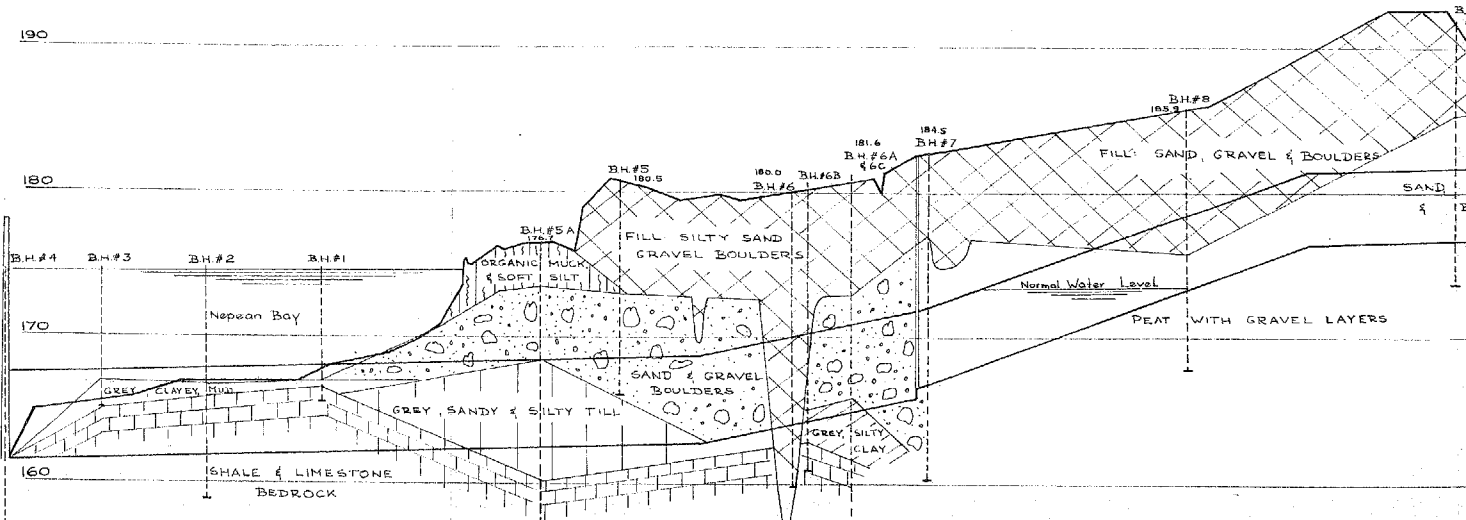 190
180
170
160
B.H.#4
B.H.#3
B.H.#2
B.H.#1
B.H.#5A
176.7
B.H.#5
180.5
180.0
B.H.#6
B.H.#6B
181.6
B.H.#6A
& 6C
184.5
B.H.#7
B.H.#8
185.9
B
FILL: SAND, GRAVEL & BOULDERS
SAND
&
FILL: SILTY SAND
GRAVEL BOULDERS
ORGANIC MUCK
& SOFT SILT
Nepean Bay
Normal Water Level
PEAT WITH GRAVEL LAYERS
GREY CLAYEY MUD
SAND & GRAVEL
BOULDERS
GREY, SANDY & SILTY TILL
GREY SILTY
CLAY
SHALE & LIMESTONE
BEDROCK